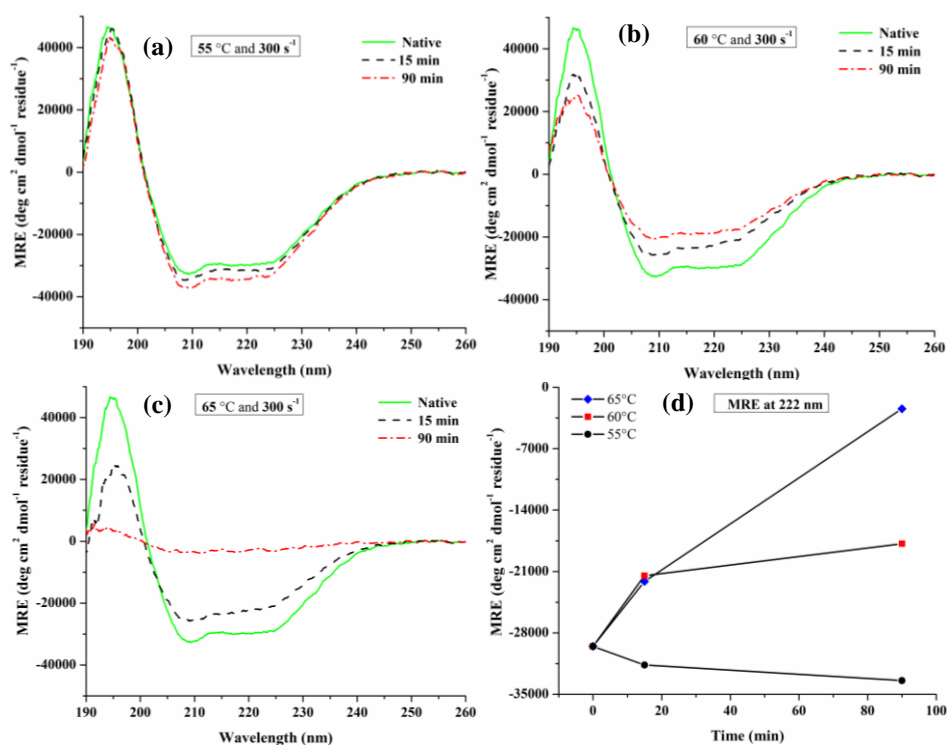 (a)
55 °C and 300 s⁻¹
Native
15 min
90 min
40000
20000
0
-20000
-40000
MRE (deg cm² dmol⁻¹ residue⁻¹)
190 200 210 220 230 240 250 260
Wavelength (nm)
(b)
60 °C and 300 s⁻¹
Native
15 min
90 min
40000
20000
0
-20000
-40000
MRE (deg cm² dmol⁻¹ residue⁻¹)
190 200 210 220 230 240 250 260
Wavelength (nm)
(c)
65 °C and 300 s⁻¹
Native
15 min
90 min
40000
20000
0
-20000
-40000
MRE (deg cm² dmol⁻¹ residue⁻¹)
190 200 210 220 230 240 250 260
Wavelength (nm)
(d)
MRE at 222 nm
65°C
60°C
55°C
0
-7000
-14000
-21000
-28000
-35000
MRE (deg cm² dmol⁻¹ residue⁻¹)
0 20 40 60 80 100
Time (min)